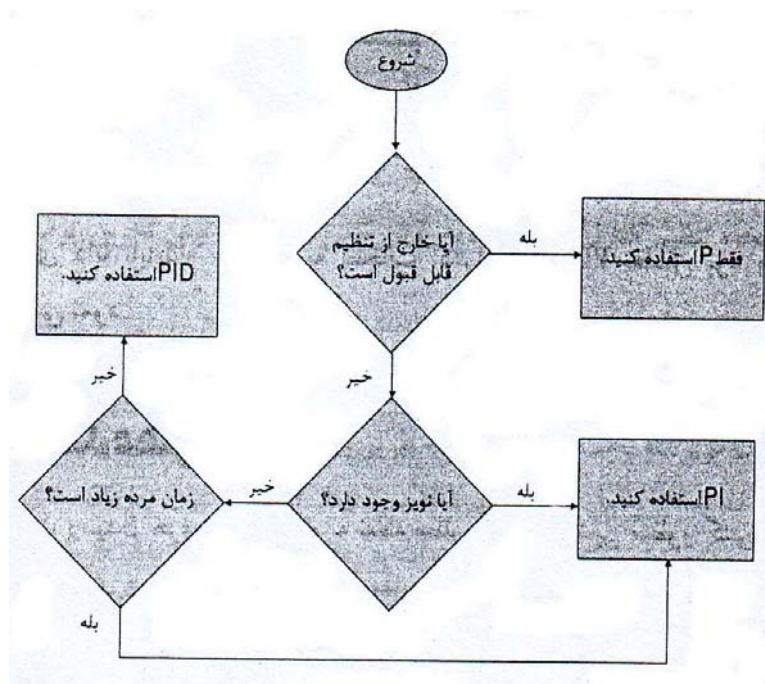 شروع
آیا خارج از تنظیم
قابل قبول است؟
بله
فقط P استفاده کنید.
خیر
آیا نویز وجود دارد؟
بله
PI استفاده کنید.
خیر
زمان مرده زیاد است؟
خیر
PID استفاده کنید.
بله